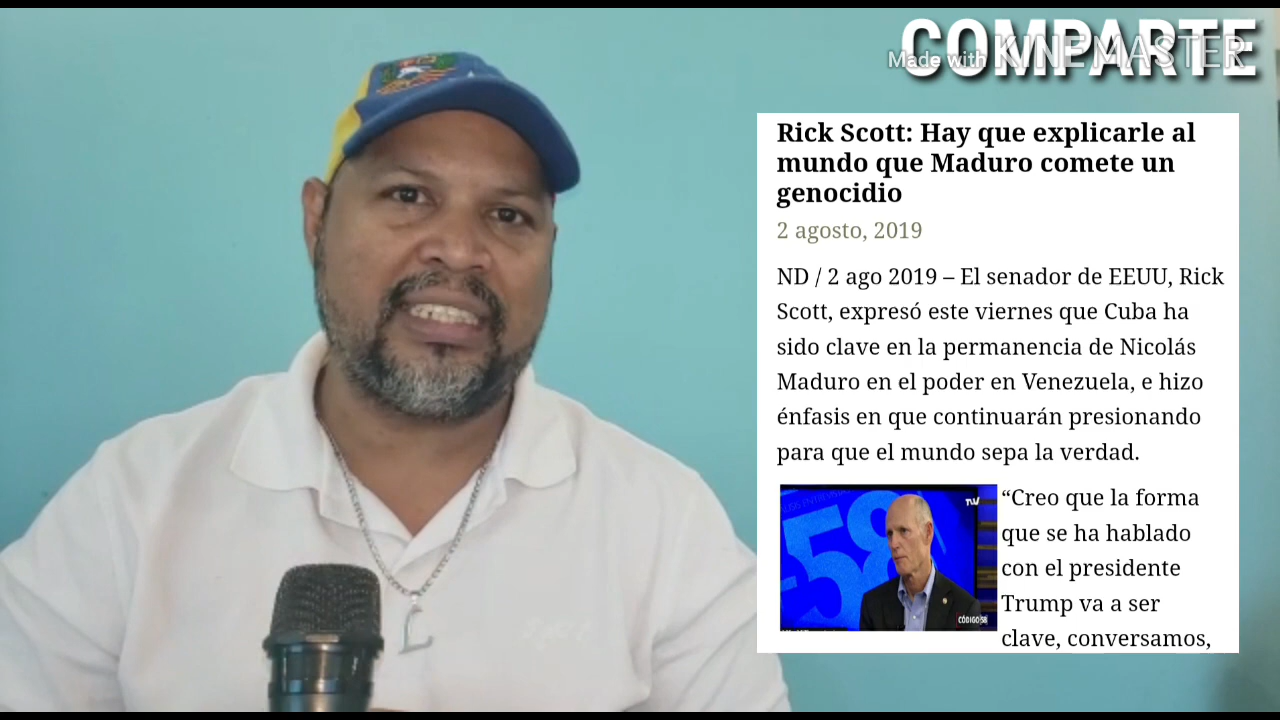 COMPARTE
Made with KINEMASTER
Rick Scott: Hay que explicarle al
mundo que Maduro comete un
genocidio
2 agosto, 2019
ND / 2 ago 2019 – El senador de EEUU, Rick
Scott, expresó este viernes que Cuba ha
sido clave en la permanencia de Nicolás
Maduro en el poder en Venezuela, e hizo
énfasis en que continuarán presionando
para que el mundo sepa la verdad.
“Creo que la forma
que se ha hablado
con el presidente
Trump va a ser
clave, conversamos,
58
TVV
CÓDIGO 58